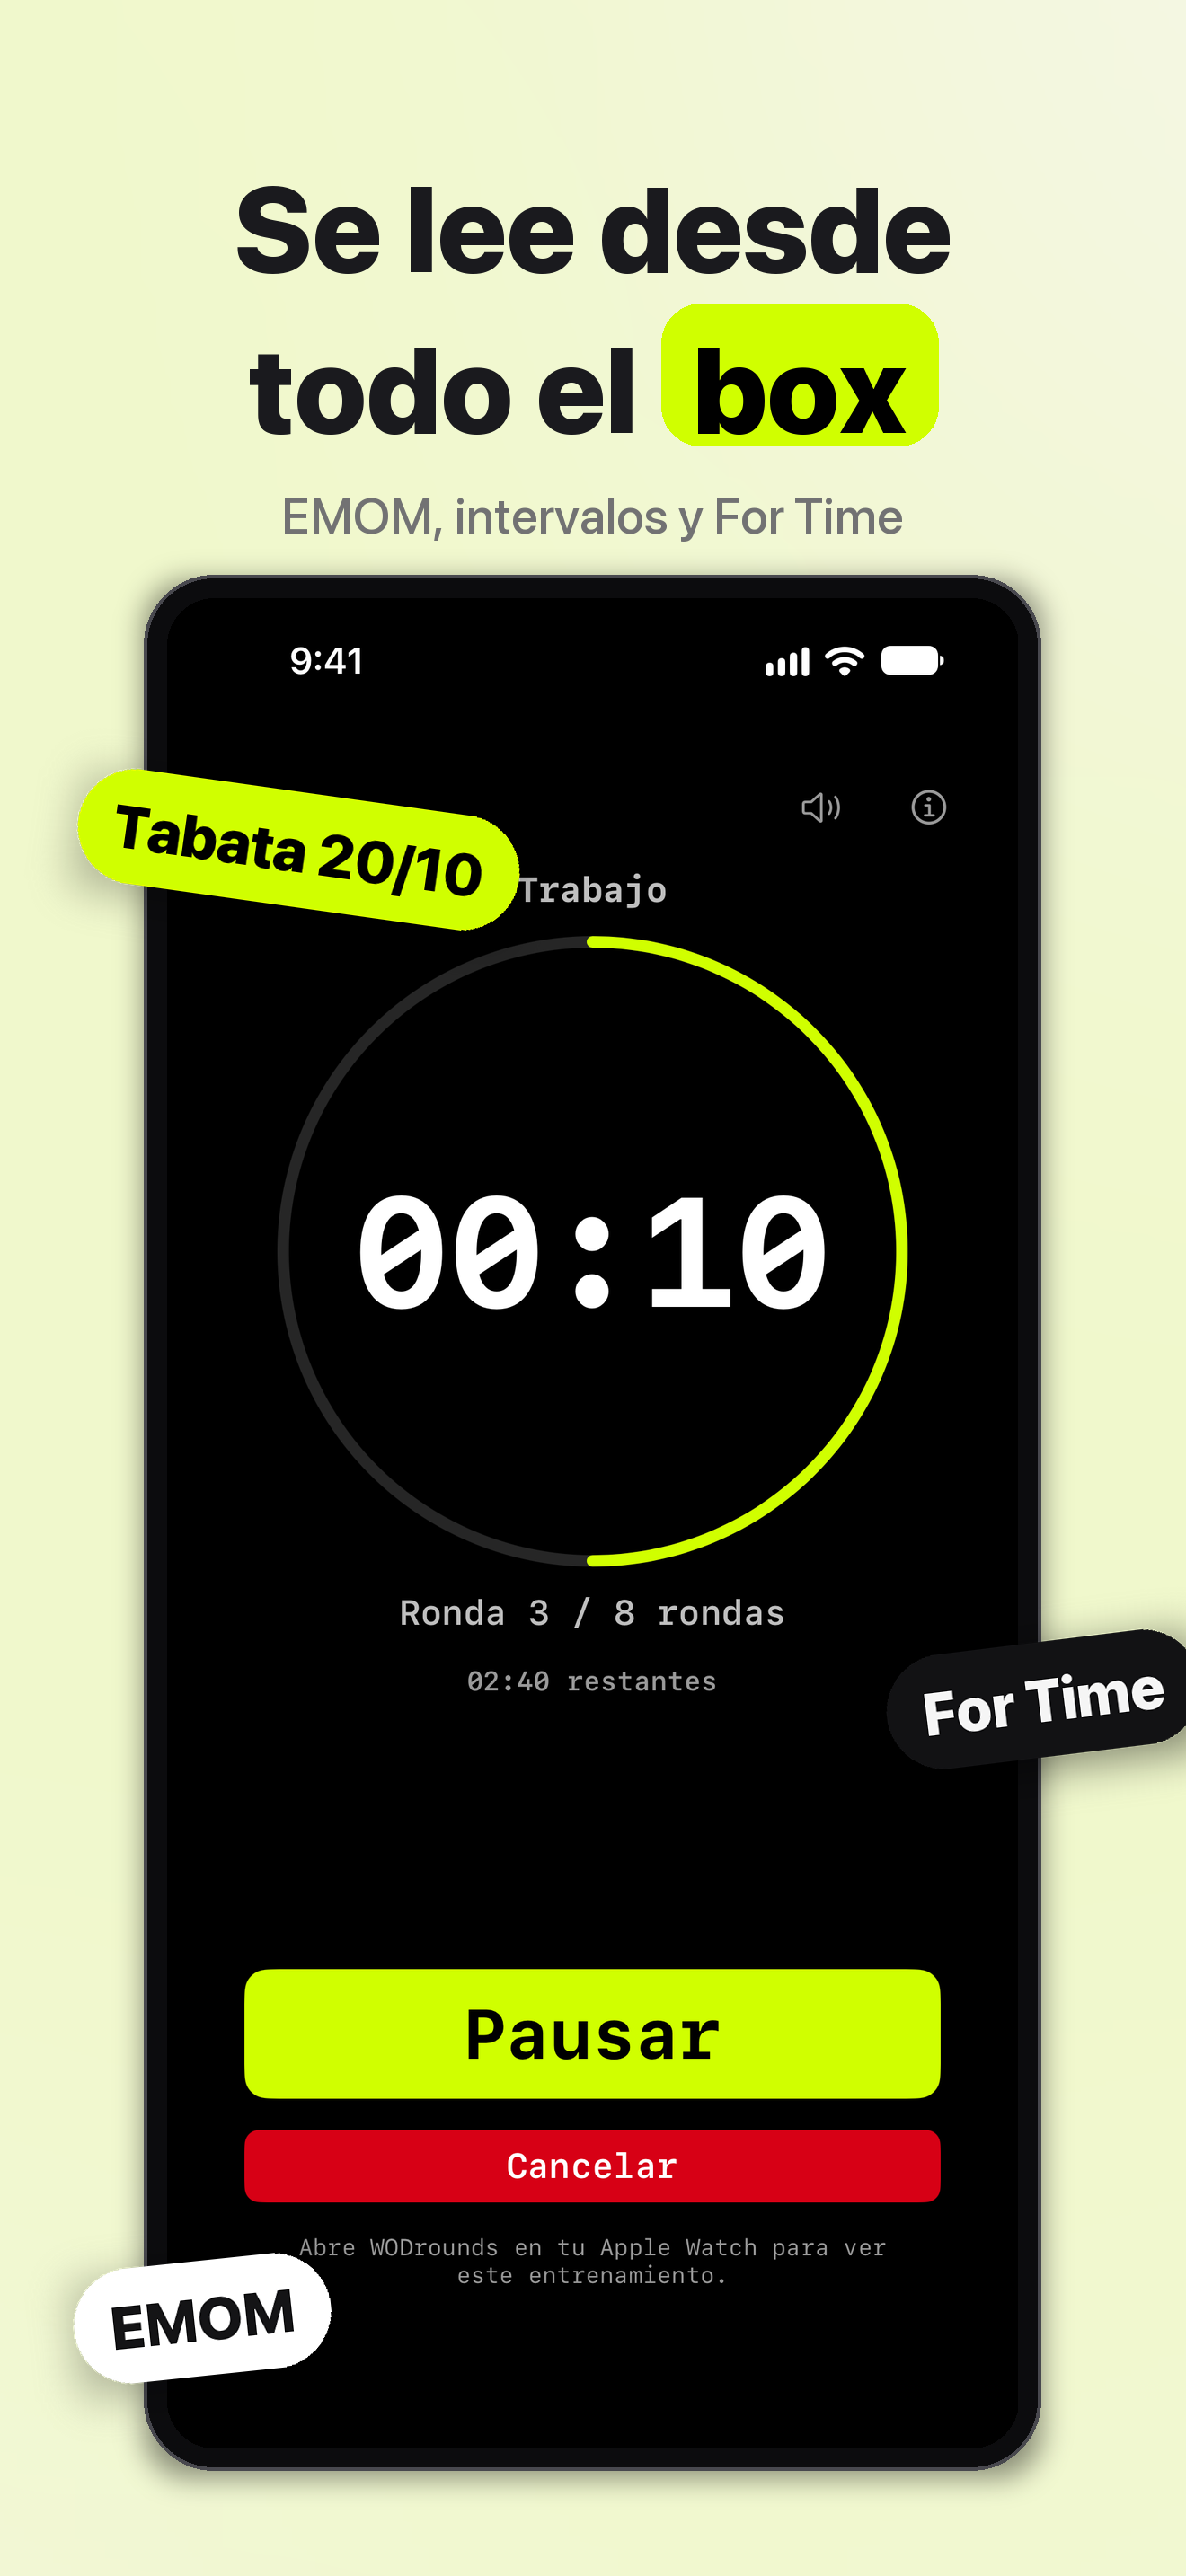 Se lee desde
todo el box
EMOM, intervalos y For Time
9:41
Tabata 20/10
Trabajo
00:10
Ronda 3 / 8 rondas
02:40 restantes
For Time
Pausar
Cancelar
Abre WODrounds en tu Apple Watch para ver
este entrenamiento.
EMOM